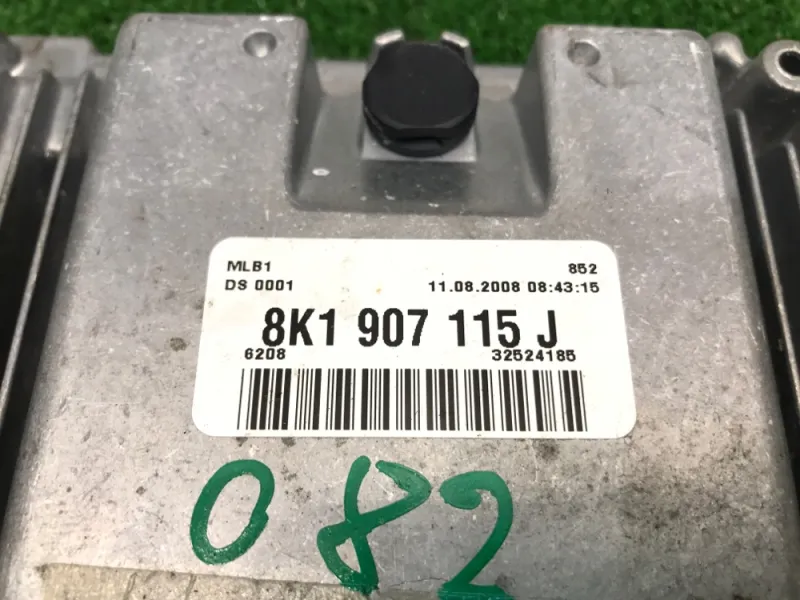 MLB1 852
DS 0001 11.08.2008 08:43:15
8K1 907 115 J
6208 32524185
082